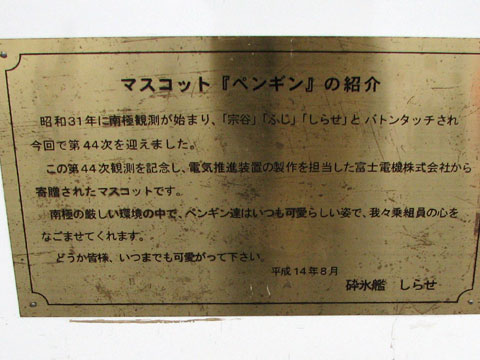 マスコット『ペンギン』の紹介
昭和31年に南極観測が始まり、「宗谷」「ふじ」「しらせ」とバトンタッチされ
今回で第44次を迎えました。
この第44次観測を記念し、電気推進装置の製作を担当した富士電機株式会社から
寄贈されたマスコットです。
南極の厳しい環境の中で、ペンギン達はいつも可愛らしい姿で、我々乗組員の心を
なごませてくれます。
どうか皆様、いつまでも可愛がって下さい。
平成14年8月
砕氷艦 しらせ